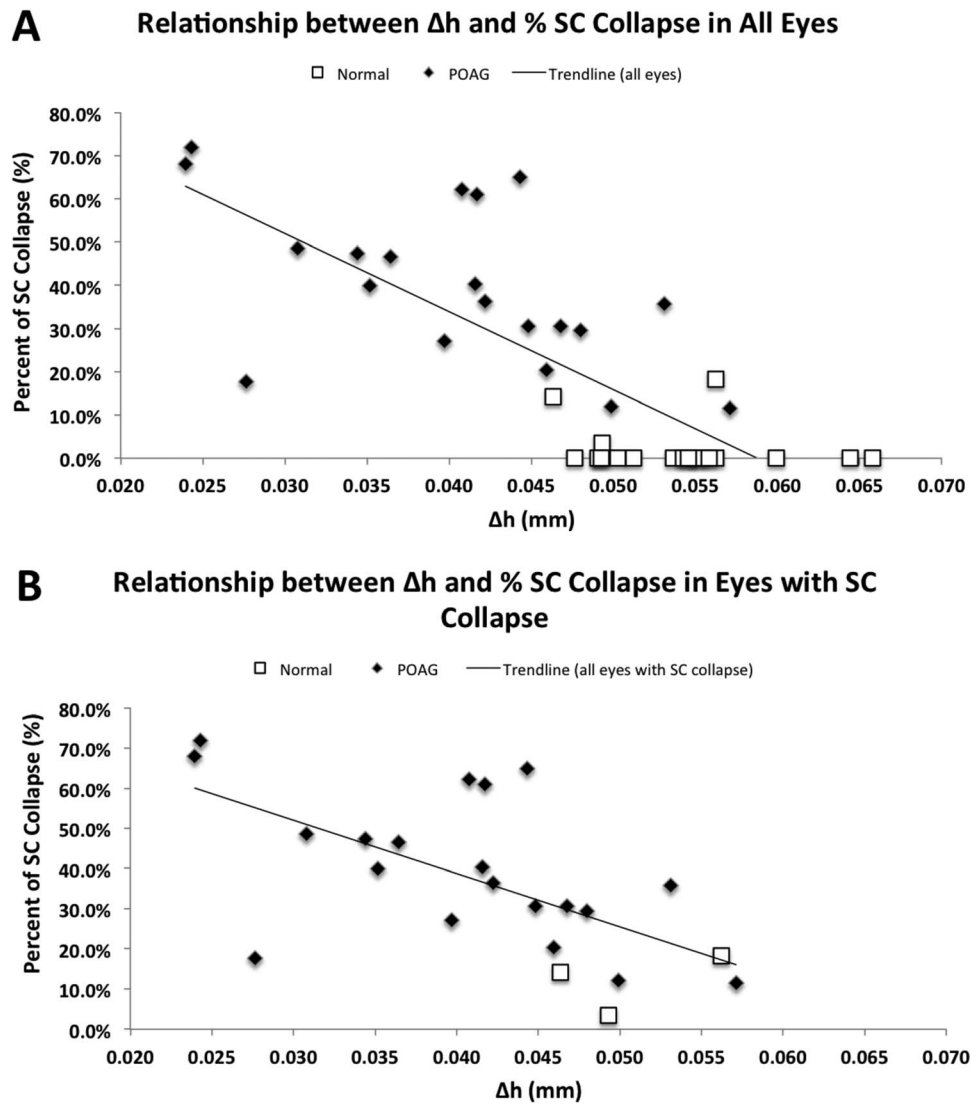 A
Relationship between Δh and % SC Collapse in All Eyes
Normal POAG Trendline (all eyes)
Percent of SC Collapse (%)
80.0%
70.0%
60.0%
50.0%
40.0%
30.0%
20.0%
10.0%
0.0%
0.020 0.025 0.030 0.035 0.040 0.045 0.050 0.055 0.060 0.065 0.070
Δh (mm)
B
Relationship between Δh and % SC Collapse in Eyes with SC
Collapse
Normal POAG Trendline (all eyes with SC collapse)
Percent of SC Collapse (%)
80.0%
70.0%
60.0%
50.0%
40.0%
30.0%
20.0%
10.0%
0.0%
0.020 0.025 0.030 0.035 0.040 0.045 0.050 0.055 0.060 0.065 0.070
Δh (mm)